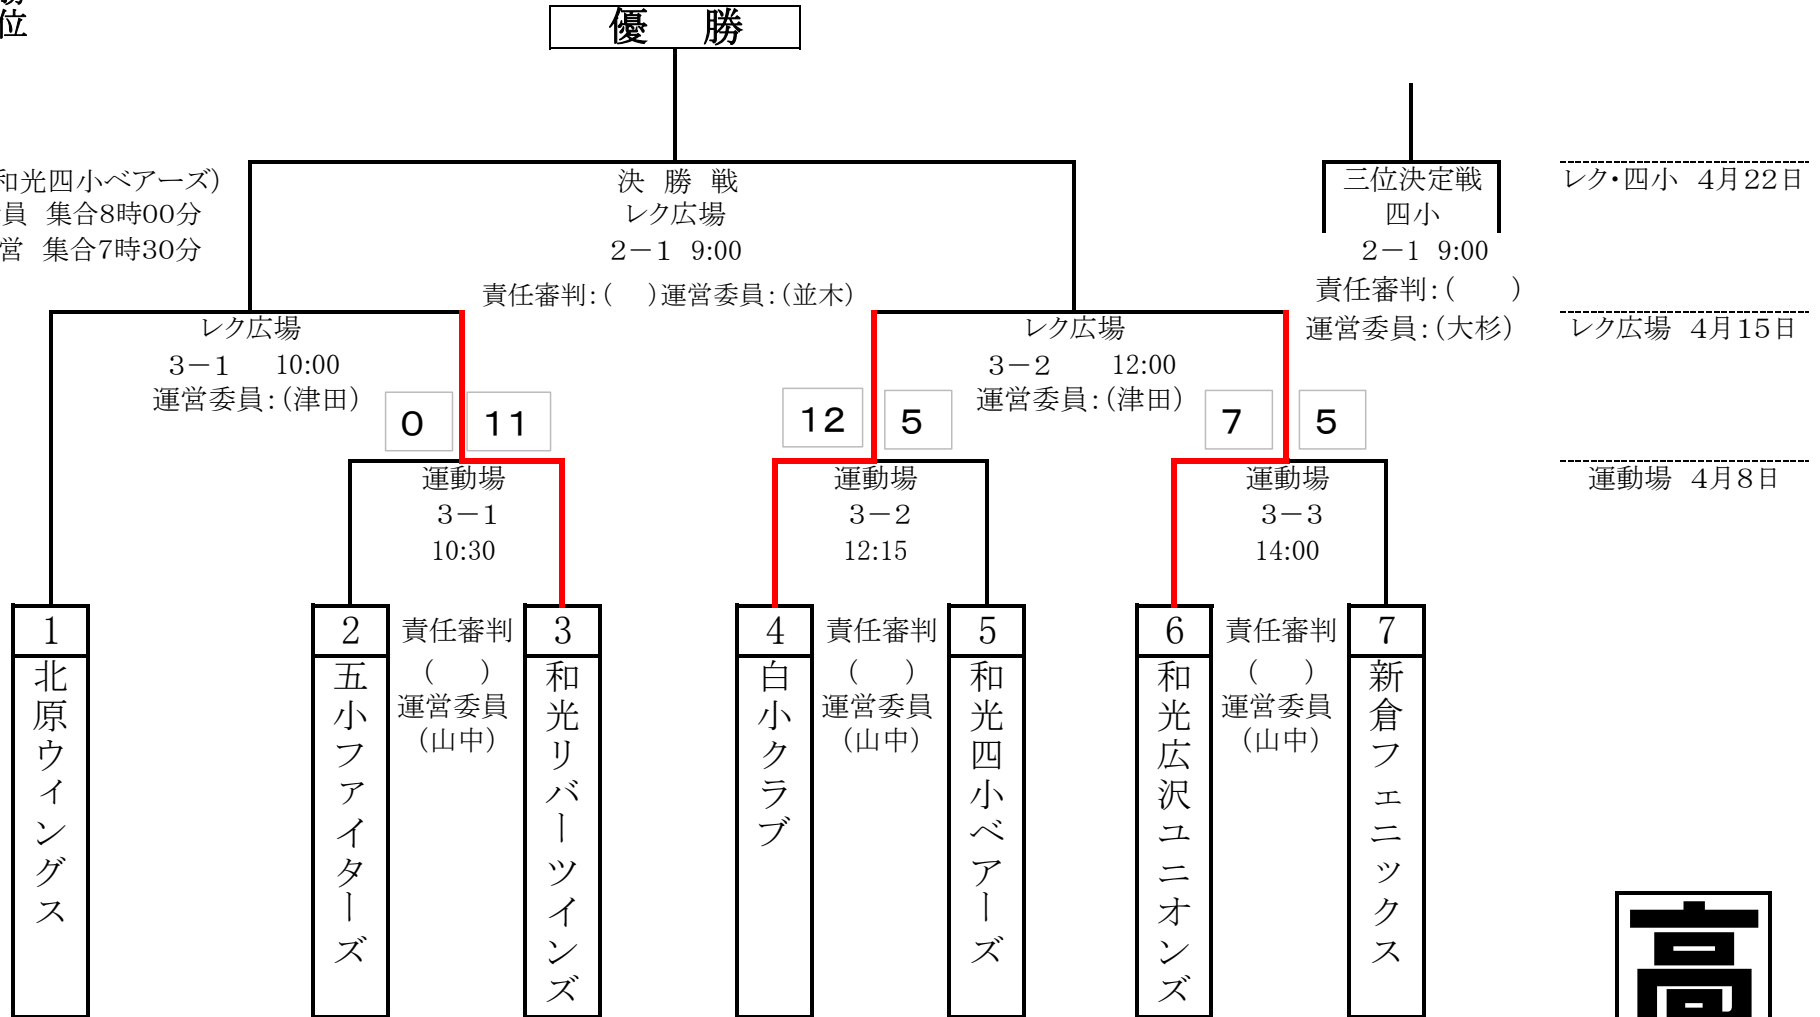 位
優　勝
和光四小ベアーズ）
員 集合8時00分
営 集合7時30分
決 勝 戦
レク広場
2－1 9:00
責任審判：（　）運営委員：（並木）
三位決定戦
四小
2－1 9:00
責任審判：（　　）
運営委員：（大杉）
レク・四小 4月22日
レク広場
3－1 10:00
運営委員：（津田）
レク広場
3－2 12:00
運営委員：（津田）
レク広場 4月15日
0
11
12
5
7
5
運動場
3－1
10:30
運動場
3－2
12:15
運動場
3－3
14:00
運動場 4月8日
1
北原ウィングス
2
五小ファイターズ
責任審判
（　）
運営委員
（山中）
3
和光リバーツインズ
4
白小クラブ
責任審判
（　）
運営委員
（山中）
5
和光四小ベアーズ
6
和光広沢ユニオンズ
責任審判
（　）
運営委員
（山中）
7
新倉フェニックス
高